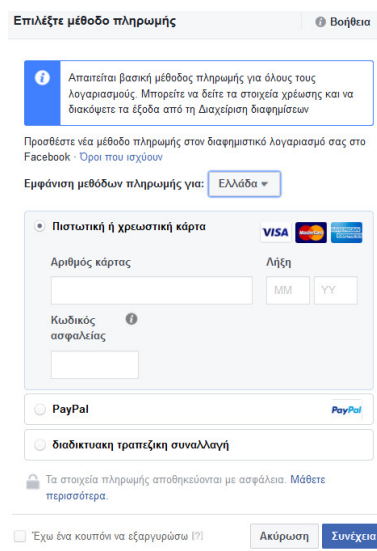 Επιλέξτε μέθοδο πληρωμής
Βοήθεια
Απαιτείται βασική μέθοδος πληρωμής για όλους τους
λογαριασμούς. Μπορείτε να δείτε τα στοιχεία χρέωσης και να
διακόψετε τα έξοδα από τη Διαχείριση διαφημίσεων
Προσθέστε νέα μέθοδο πληρωμής στον διαφημιστικό λογαριασμό σας στο
Facebook · Όροι που ισχύουν
Εμφάνιση μεθόδων πληρωμής για: Ελλάδα
Πιστωτική ή χρεωστική κάρτα
VISA MasterCard AMERICAN EXPRESS
Αριθμός κάρτας Λήξη
MM YY
Κωδικός
ασφαλείας
PayPal PayPal
διαδικτυακη τραπεζικη συναλλαγή
Τα στοιχεία πληρωμής αποθηκεύονται με ασφάλεια. Μάθετε
περισσότερα.
Έχω ένα κουπόνι να εξαργυρώσω [?] Ακύρωση Συνέχεια